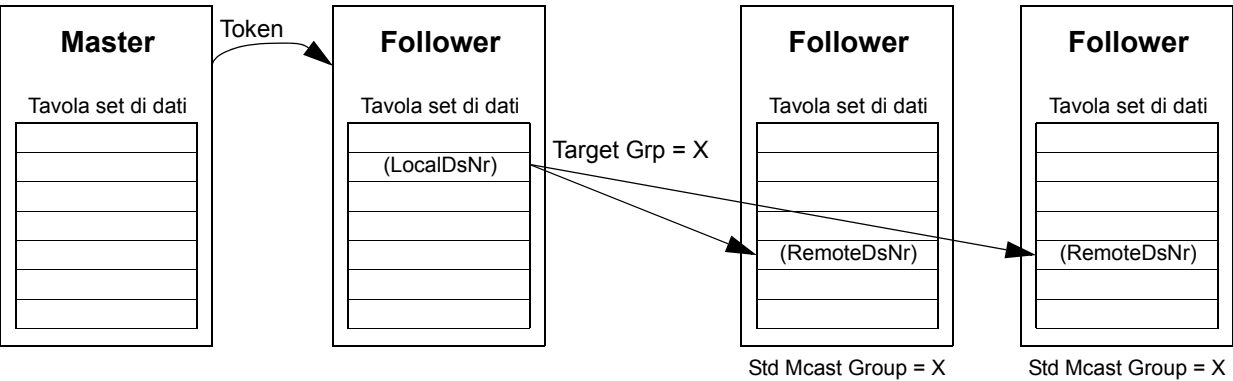 Master
Token
Follower
Follower
Follower
Tavola set di dati
Tavola set di dati
Tavola set di dati
Tavola set di dati
(LocalDsNr)
Target Grp = X
(RemoteDsNr)
(RemoteDsNr)
Std Mcast Group = X
Std Mcast Group = X